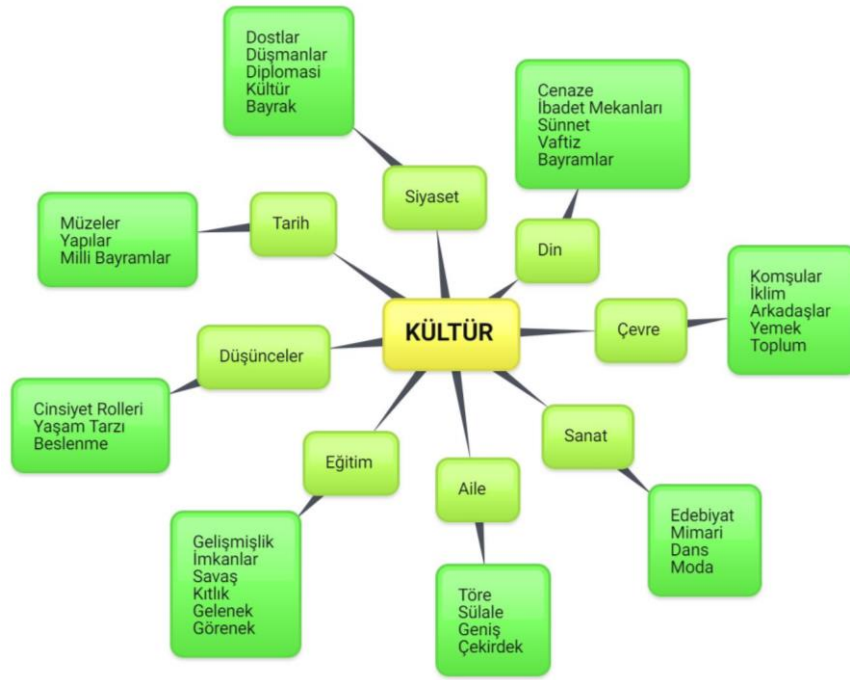 Dostlar
Düşmanlar
Diplomasi
Kültür
Bayrak
Siyaset
Cenaze
İbadet Mekanları
Sünnet
Vaftiz
Bayramlar
Din
Müzeler
Yapılar
Milli Bayramlar
Tarih
KÜLTÜR
Çevre
Komşular
İklim
Arkadaşlar
Yemek
Toplum
Düşünceler
Cinsiyet Rolleri
Yaşam Tarzı
Beslenme
Eğitim
Gelişmişlik
İmkanlar
Savaş
Kıtlık
Gelenek
Görenek
Aile
Töre
Sülale
Geniş
Çekirdek
Sanat
Edebiyat
Mimari
Dans
Moda